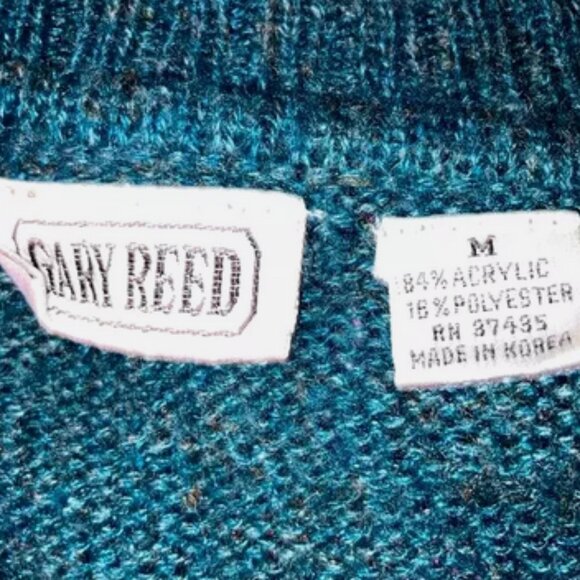 GARY REED
M
84% ACRYLIC
16% POLYESTER
RN 37435
MADE IN KOREA